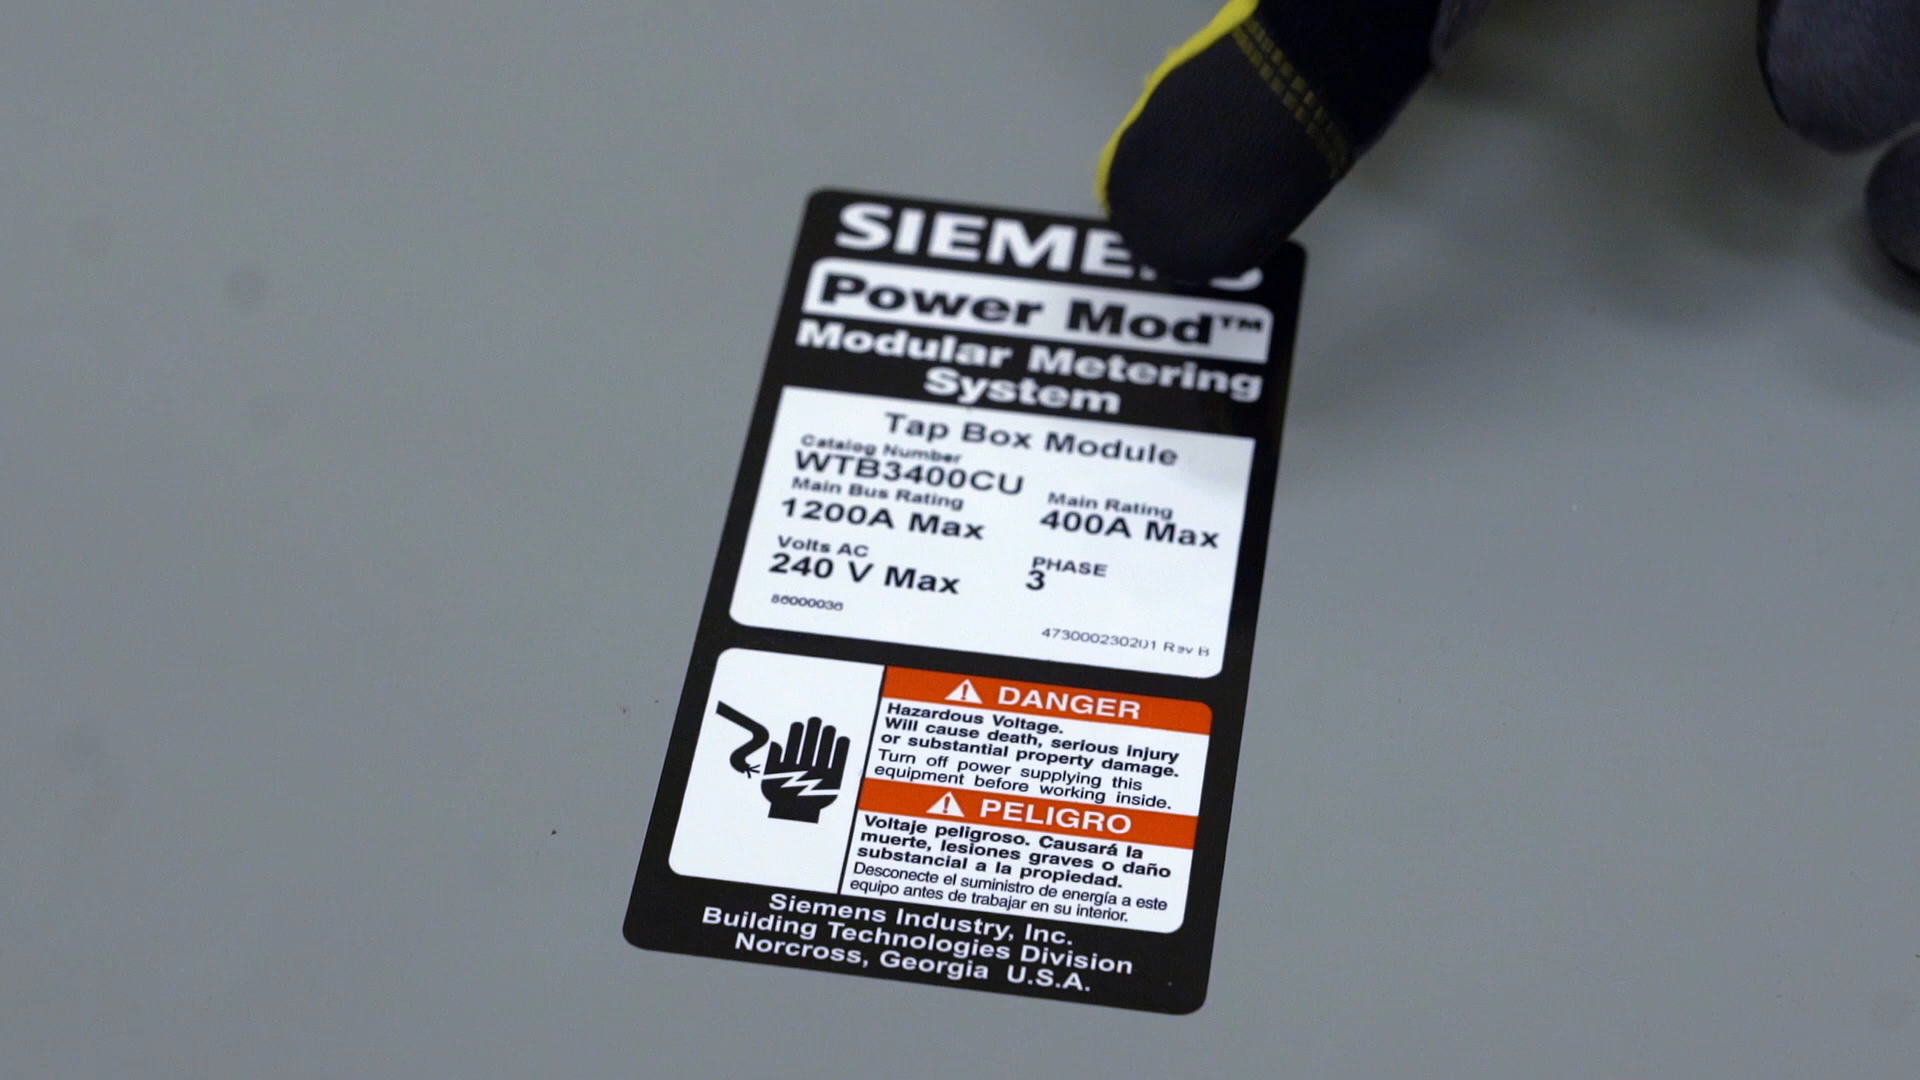 SIEMENS
Power Mod™
Modular Metering
System
Tap Box Module
Catalog Number
WTB3400CU
Main Bus Rating
1200A Max
Main Rating
400A Max
Volts AC
240 V Max
PHASE
3
86000036
473000230201 Rev B
DANGER
Hazardous Voltage.
Will cause death, serious injury
or substantial property damage.
Turn off power supplying this
equipment before working inside.
PELIGRO
Voltaje peligroso. Causará la
muerte, lesiones graves o daño
substancial a la propiedad.
Desconecte el suministro de energía a este
equipo antes de trabajar en su interior.
Siemens Industry, Inc.
Building Technologies Division
Norcross, Georgia U.S.A.